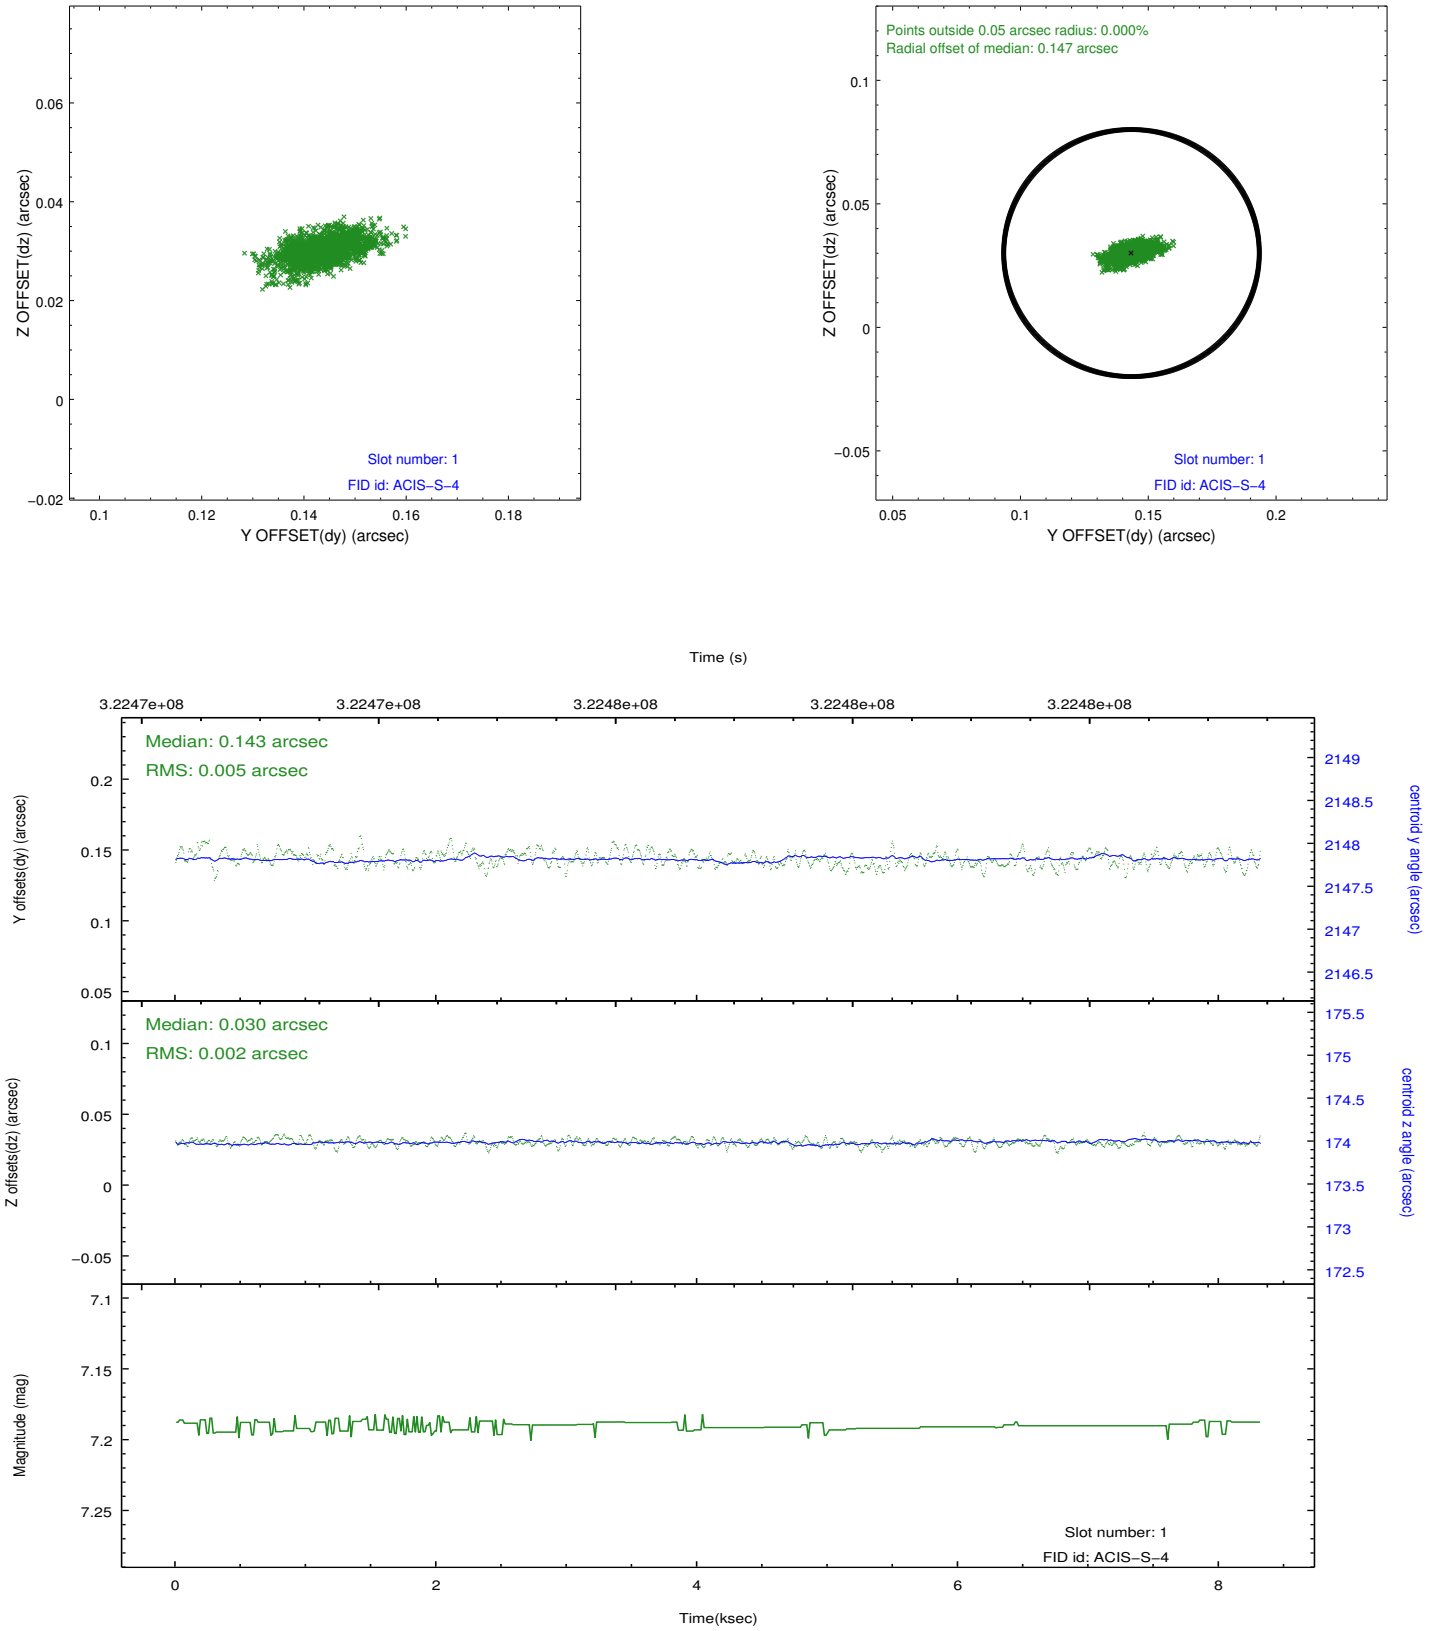 0.06
0.04
0.02
0
−0.02
Z OFFSET(dz) (arcsec)
Slot number: 1
FID id: ACIS−S−4
0.1 0.12 0.14 0.16 0.18
Y OFFSET(dy) (arcsec)
Points outside 0.05 arcsec radius: 0.000%
Radial offset of median: 0.147 arcsec
0.1
0.05
0
−0.05
Z OFFSET(dz) (arcsec)
Slot number: 1
FID id: ACIS−S−4
0.05 0.1 0.15 0.2
Y OFFSET(dy) (arcsec)
Time (s)
3.2247e+08 3.2247e+08 3.2248e+08 3.2248e+08 3.2248e+08
Median: 0.143 arcsec
RMS: 0.005 arcsec
0.2
0.15
0.1
0.05
Y offsets(dy) (arcsec)
2149
2148.5
2148
2147.5
2147
2146.5
centroid y angle (arcsec)
Median: 0.030 arcsec
RMS: 0.002 arcsec
0.1
0.05
0
−0.05
Z offsets(dz) (arcsec)
175.5
175
174.5
174
173.5
173
172.5
centroid z angle (arcsec)
7.1
7.15
7.2
7.25
Magnitude (mag)
Slot number: 1
FID id: ACIS−S−4
0 2 4 6 8
Time(ksec)